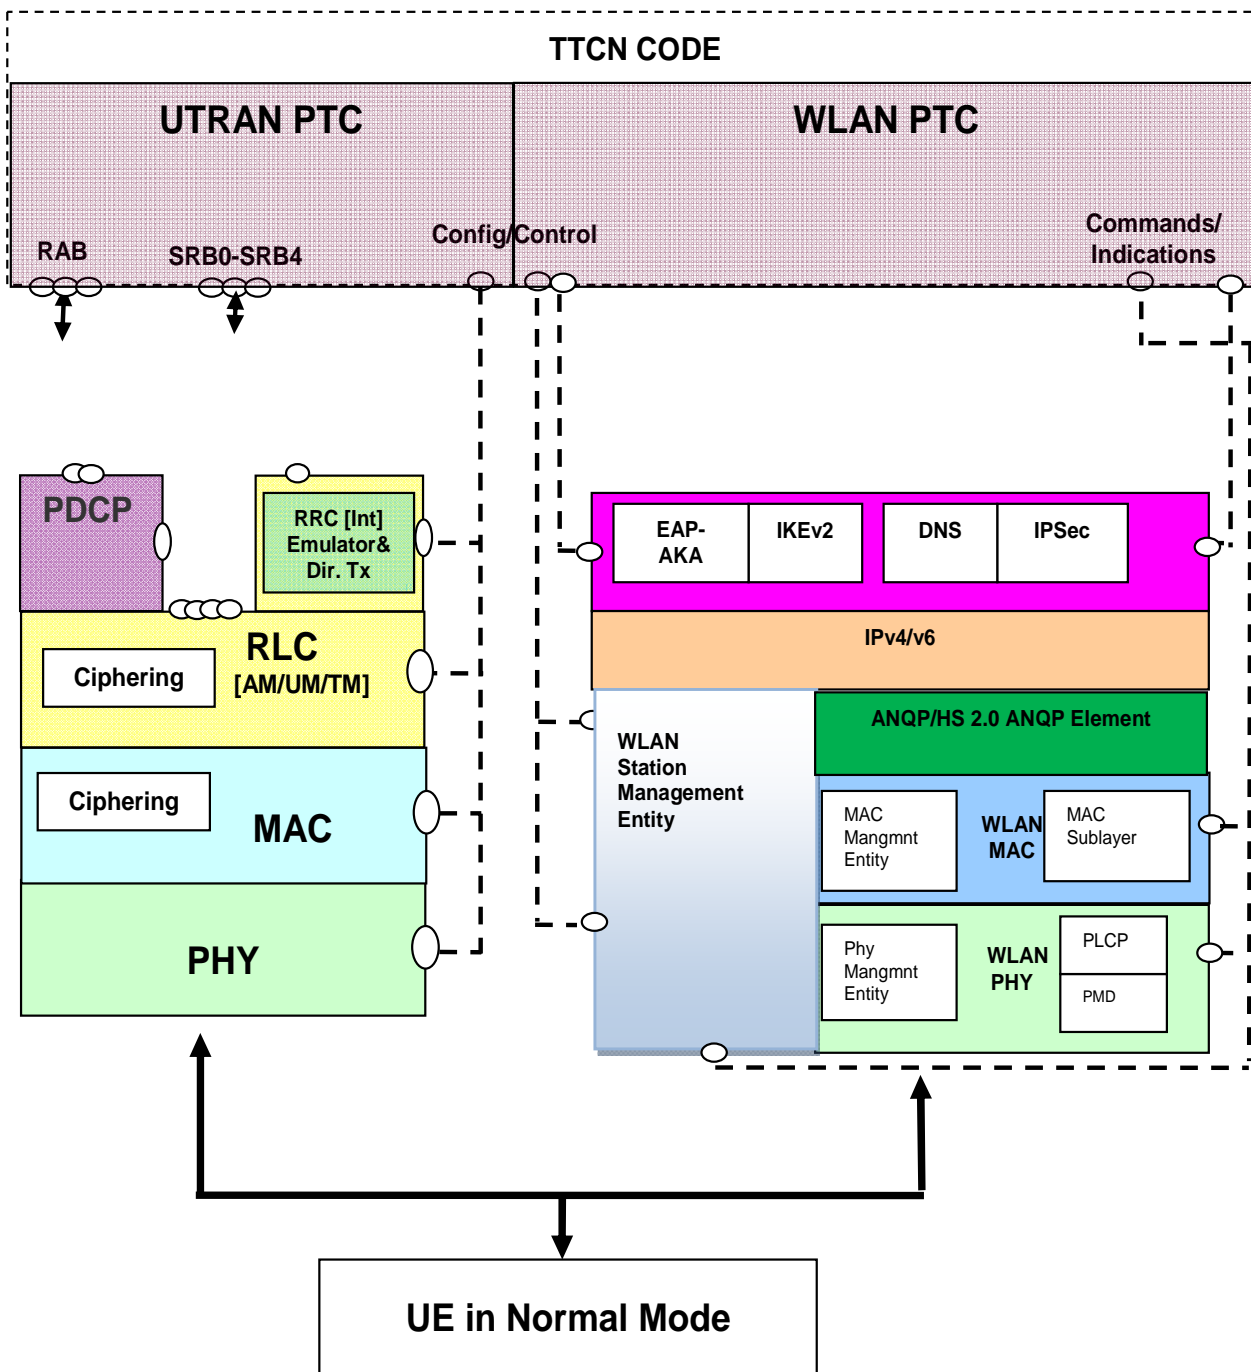 TTCN CODE
UTRAN PTC
WLAN PTC
RAB
SRB0-SRB4
Config/Control
Commands/
Indications
PDCP
RRC [Int]
Emulator&
Dir. Tx
RLC
[AM/UM/TM]
Ciphering
Ciphering
MAC
PHY
EAP-
AKA
IKEv2
DNS
IPSec
IPv4/v6
WLAN
Station
Management
Entity
ANQP/HS 2.0 ANQP Element
MAC
Mangmnt
Entity
WLAN
MAC
MAC
Sublayer
Phy
Mangmnt
Entity
WLAN
PHY
PLCP
PMD
UE in Normal Mode